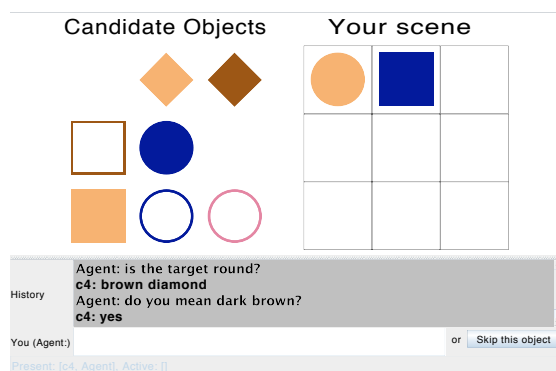 Candidate Objects
Your scene
History
Agent: is the target round?
c4: brown diamond
Agent: do you mean dark brown?
c4: yes
You (Agent:)
or
Skip this object
Present: [c4, Agent], Active: []